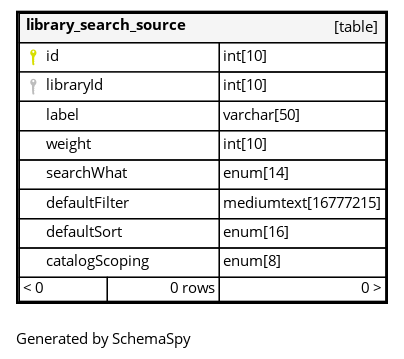 library_search_source [table]
id int[10]
libraryId int[10]
label varchar[50]
weight int[10]
searchWhat enum[14]
defaultFilter mediumtext[16777215]
defaultSort enum[16]
catalogScoping enum[8]
< 0 0 rows 0 >
Generated by SchemaSpy